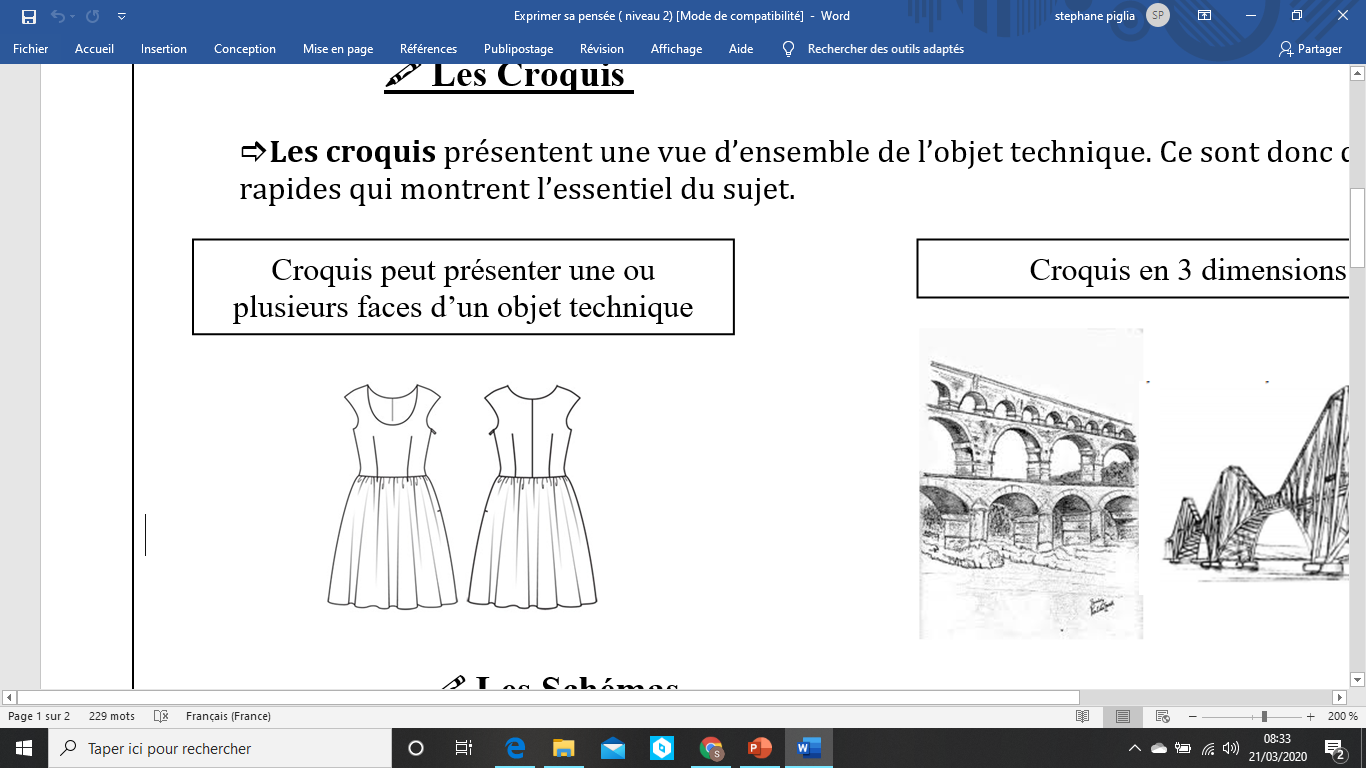 Exprimer sa pensée ( niveau 2) [Mode de compatibilité] - Word
stephane piglia
SP
Fichier
Accueil
Insertion
Conception
Mise en page
Références
Publipostage
Révision
Affichage
Aide
Rechercher des outils adaptés
Partager
Les Croquis
⇨Les croquis présentent une vue d’ensemble de l’objet technique. Ce sont donc
rapides qui montrent l’essentiel du sujet.
Croquis peut présenter une ou
plusieurs faces d’un objet technique
Croquis en 3 dimensions
Les Schémas
Page 1 sur 2
229 mots
Français (France)
200 %
Taper ici pour rechercher
08:33
21/03/2020
2